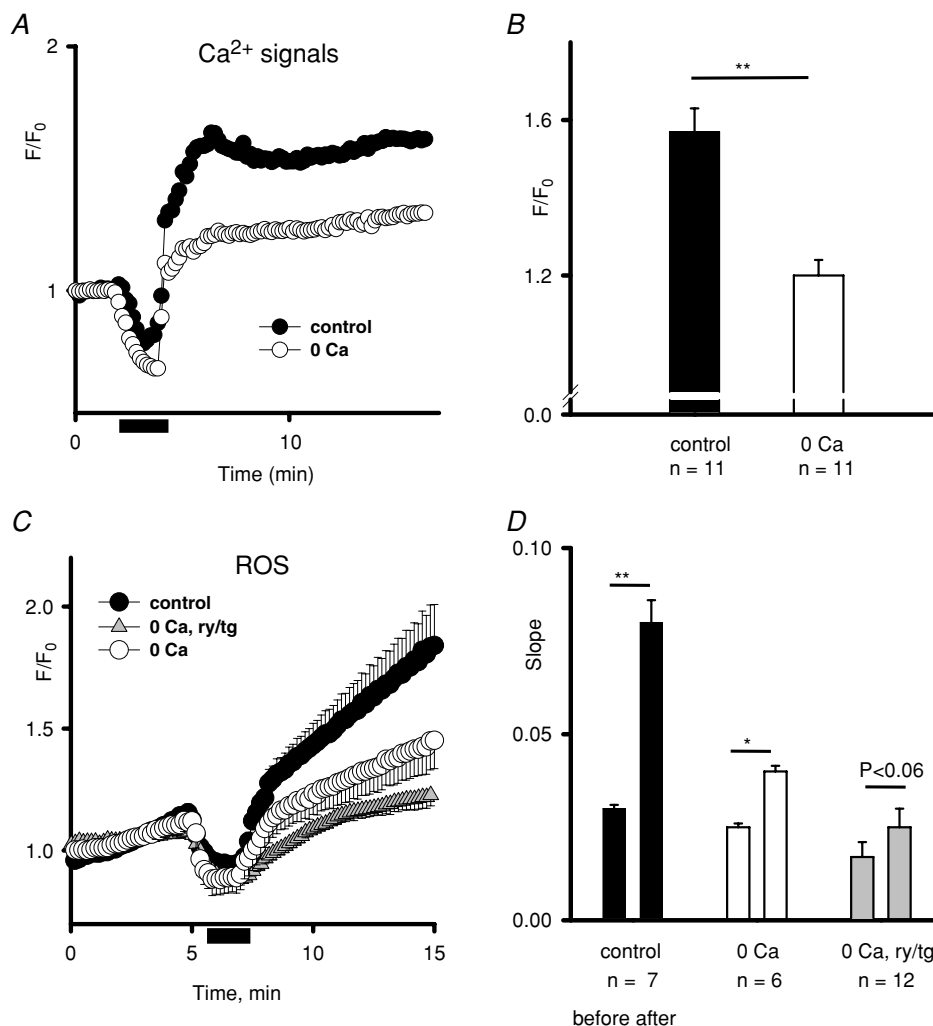 A
Ca2+ signals
2
1
F/F0
control
0 Ca
0
10
Time (min)
B
**
1.6
1.2
0.0
F/F0
control
0 Ca
n = 11
n = 11
C
ROS
control
0 Ca, ry/tg
0 Ca
2.0
1.5
1.0
F/F0
0
5
10
15
Time, min
D
0.10
0.05
0.00
Slope
**
*
P<0.06
control
0 Ca
0 Ca, ry/tg
n = 7
n = 6
n = 12
before after